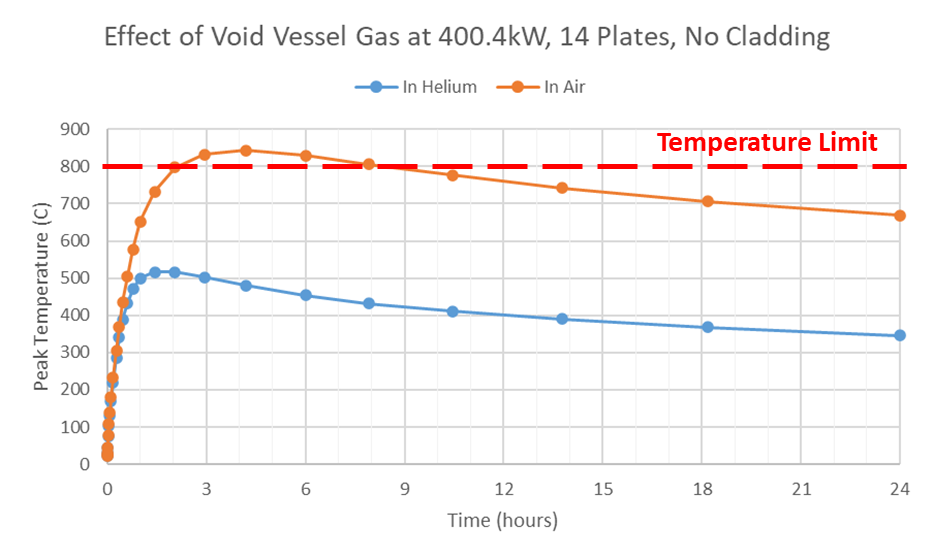 Effect of Void Vessel Gas at 400.4kW, 14 Plates, No Cladding
In Helium In Air
Temperature Limit
Peak Temperature (C)
900
800
700
600
500
400
300
200
100
0
0 3 6 9 12 15 18 21 24
Time (hours)